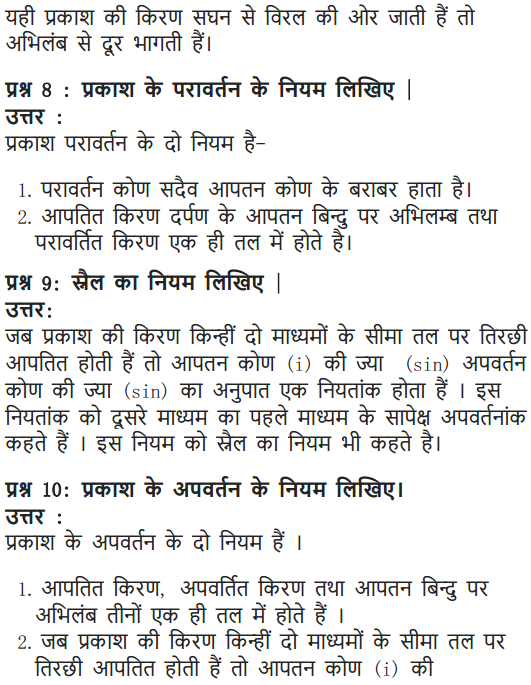 यही प्रकाश की किरण सघन से विरल की ओर जाती हैं तो
अभिलंब से दूर भागती हैं।
प्रश्न 8 : प्रकाश के परावर्तन के नियम लिखिए |
उत्तर :
प्रकाश परावर्तन के दो नियम है-
1. परावर्तन कोण सदैव आपतन कोण के बराबर हाता है।
2. आपतित किरण दर्पण के आपतन बिन्दु पर अभिलम्ब तथा
परावर्तित किरण एक ही तल में होते है।
प्रश्न 9: स्नैल का नियम लिखिए |
उत्तर:
जब प्रकाश की किरण किन्हीं दो माध्यमों के सीमा तल पर तिरछी
आपतित होती हैं तो आपतन कोण (i) की ज्या (sin) अपवर्तन
कोण की ज्या (sin) का अनुपात एक नियतांक होता हैं । इस
नियतांक को दूसरे माध्यम का पहले माध्यम के सापेक्ष अपवर्तनांक
कहते हैं । इस नियम को स्नैल का नियम भी कहते है।
प्रश्न 10: प्रकाश के अपवर्तन के नियम लिखिए।
उत्तर :
प्रकाश के अपवर्तन के दो नियम हैं ।
1. आपतित किरण, अपवर्तित किरण तथा आपतन बिन्दु पर
अभिलंब तीनों एक ही तल में होते हैं ।
2. जब प्रकाश की किरण किन्हीं दो माध्यमों के सीमा तल पर
तिरछी आपतित होती हैं तो आपतन कोण (i) की